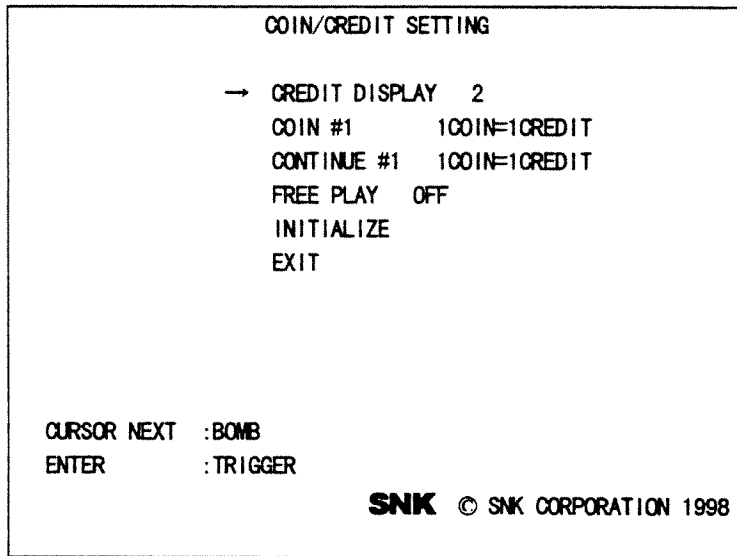 COIN/CREDIT SETTING
→ CREDIT DISPLAY 2
COIN #1 1COIN=1CREDIT
CONTINUE #1 1COIN=1CREDIT
FREE PLAY OFF
INITIALIZE
EXIT
CURSOR NEXT :BOMB
ENTER :TRIGGER
SNK © SNK CORPORATION 1998